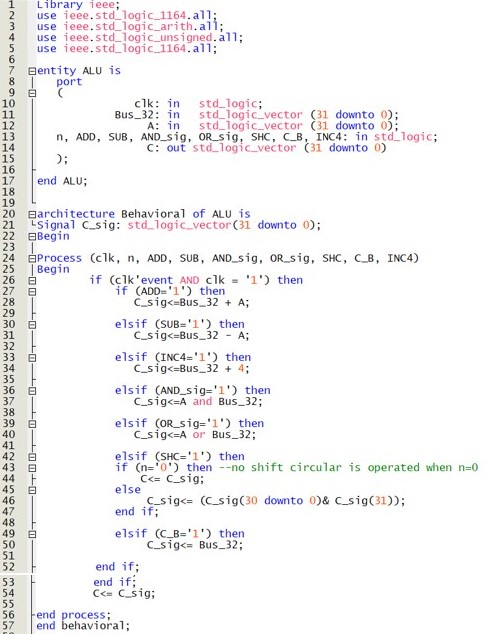 1 Library ieee;
2 use ieee.std_logic_1164.all;
3 use ieee.std_logic_arith.all;
4 use ieee.std_logic_unsigned.all;
5 use ieee.std_logic_1164.all;
6
7 entity ALU is
8 port
9 (
10 clk: in std_logic;
11 Bus_32: in std_logic_vector (31 downto 0);
12 A: in std_logic_vector (31 downto 0);
13 n, ADD, SUB, AND_sig, OR_sig, SHC, C_B, INC4: in std_logic;
14 C: out std_logic_vector (31 downto 0)
15 );
16
17 end ALU;
18
19
20 architecture Behavioral of ALU is
21 Signal C_sig: std_logic_vector(31 downto 0);
22 Begin
23
24 Process (clk, n, ADD, SUB, AND_sig, OR_sig, SHC, C_B, INC4)
25 Begin
26 if (clk'event AND clk = '1') then
27 if (ADD='1') then
28 C_sig<=Bus_32 + A;
29
30 elsif (SUB='1') then
31 C_sig<=Bus_32 - A;
32
33 elsif (INC4='1') then
34 C_sig<=Bus_32 + 4;
35
36 elsif (AND_sig='1') then
37 C_sig<=A and Bus_32;
38
39 elsif (OR_sig='1') then
40 C_sig<=A or Bus_32;
41
42 elsif (SHC='1') then
43 if (n='0') then --no shift circular is operated when n=0
44 C<= C_sig;
45 else
46 C_sig<= (C_sig(30 downto 0)& C_sig(31));
47 end if;
48
49 elsif (C_B='1') then
50 C_sig<= Bus_32;
51
52 end if;
53 end if;
54 C<= C_sig;
55
56 end process;
57 end behavioral;